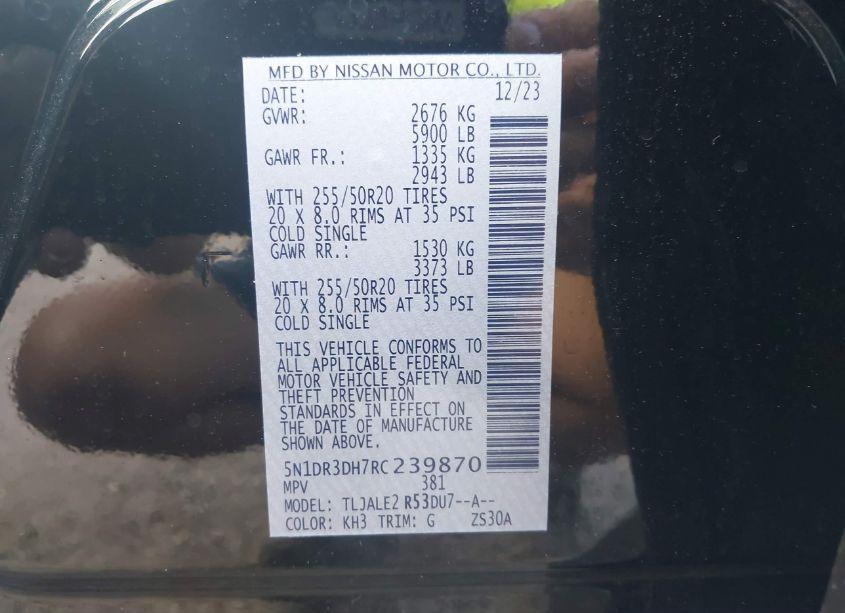 MFD BY NISSAN MOTOR CO., LTD.
DATE: 12/23
GVWR: 2676 KG
5900 LB
GAWR FR.: 1335 KG
2943 LB
WITH 255/50R20 TIRES
20 X 8.0 RIMS AT 35 PSI
COLD SINGLE
GAWR RR.: 1530 KG
3373 LB
WITH 255/50R20 TIRES
20 X 8.0 RIMS AT 35 PSI
COLD SINGLE
THIS VEHICLE CONFORMS TO
ALL APPLICABLE FEDERAL
MOTOR VEHICLE SAFETY AND
THEFT PREVENTION
STANDARDS IN EFFECT ON
THE DATE OF MANUFACTURE
SHOWN ABOVE.
5N1DR3DH7RC239870
MPV 381
MODEL: TLJALE2 R53DU7--A--
COLOR: KH3 TRIM: G ZS30A